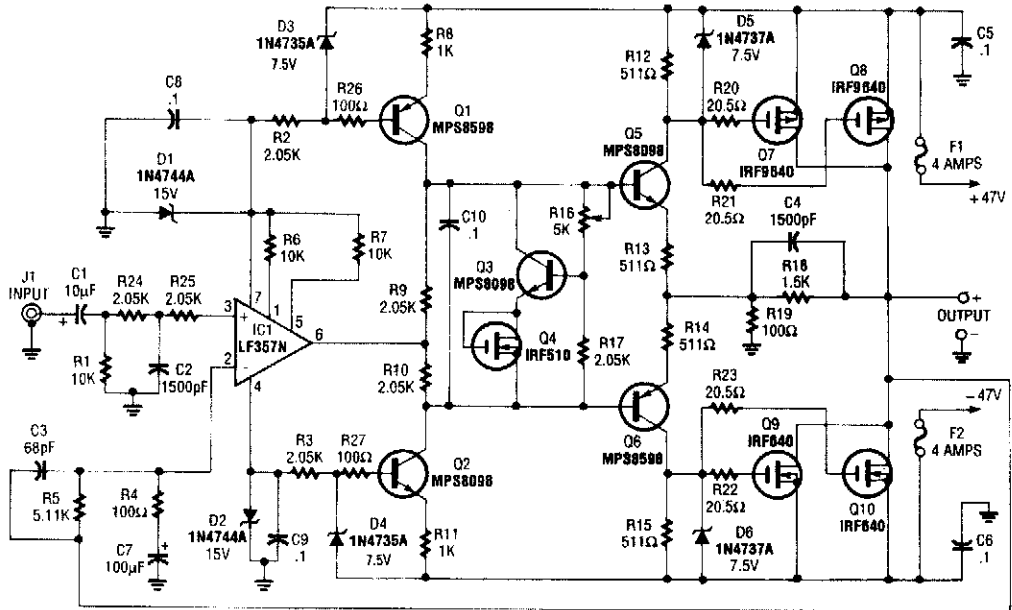 D3
1N4735A
7.5V
R8
1K
D5
1N4737A
7.5V
C5
.1
R12
511Ω
C8
.1
R26
100Ω
R20
20.5Ω
Q8
IRF9640
Q1
MPS8598
R2
2.05K
Q5
MPS8098
Q7
IRF9640
F1
4 AMPS
+47V
D1
1N4744A
15V
R21
20.5Ω
C4
1500pF
C10
.1
R16
5K
R6
10K
R7
10K
Q3
MPS8098
R13
511Ω
R18
1.5K
J1
INPUT
C1
10μF
+
R24
2.05K
R25
2.05K
3
+
7
1
5
IC1
LF357N
6
2
-
4
R9
2.05K
Q4
IRF510
R19
100Ω
+
OUTPUT
-
R1
10K
C2
1500pF
R10
2.05K
R17
2.05K
R14
511Ω
R23
20.5Ω
-47V
C3
68pF
R3
2.05K
R27
100Ω
Q6
MPS8598
Q9
IRF640
F2
4 AMPS
R5
5.11K
R4
100Ω
Q2
MPS8098
R22
20.5Ω
Q10
IRF640
D2
1N4744A
15V
C9
.1
D4
1N4735A
7.5V
R11
1K
R15
511Ω
D6
1N4737A
7.5V
C6
.1
C7
100μF
+